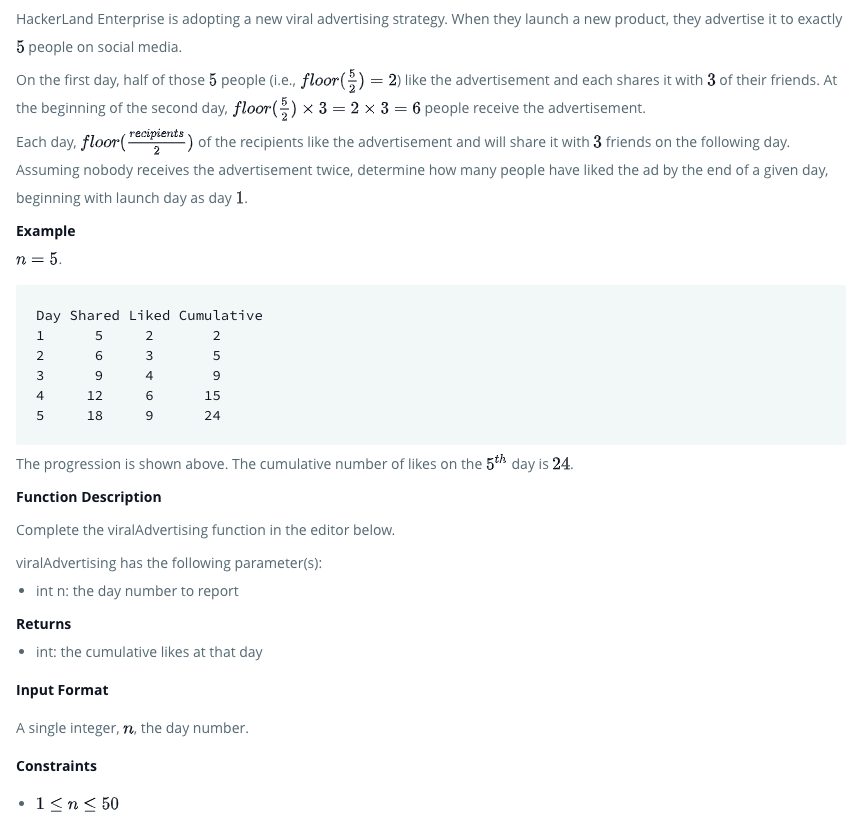 HackerLand Enterprise is adopting a new viral advertising strategy. When they launch a new product, they advertise it to exactly
5 people on social media.
On the first day, half of those 5 people (i.e., floor(5/2) = 2) like the advertisement and each shares it with 3 of their friends. At
the beginning of the second day, floor(5/2) × 3 = 2 × 3 = 6 people receive the advertisement.
Each day, floor(recipients/2) of the recipients like the advertisement and will share it with 3 friends on the following day.
Assuming nobody receives the advertisement twice, determine how many people have liked the ad by the end of a given day,
beginning with launch day as day 1.
Example
n = 5.
Day Shared Liked Cumulative
1 5 2 2
2 6 3 5
3 9 4 9
4 12 6 15
5 18 9 24
The progression is shown above. The cumulative number of likes on the 5th day is 24.
Function Description
Complete the viralAdvertising function in the editor below.
viralAdvertising has the following parameter(s):
• int n: the day number to report
Returns
• int: the cumulative likes at that day
Input Format
A single integer, n, the day number.
Constraints
• 1 ≤ n ≤ 50